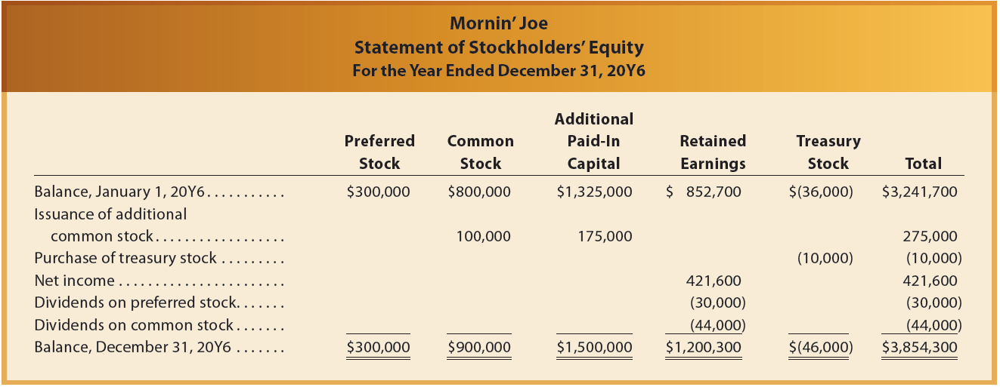 Mornin’ Joe
Statement of Stockholders’ Equity
For the Year Ended December 31, 20Y6
Additional
Preferred Common Paid-In Retained Treasury
Stock Stock Capital Earnings Stock Total
Balance, January 1, 20Y6........... $300,000 $800,000 $1,325,000 $ 852,700 $(36,000) $3,241,700
Issuance of additional
common stock.................. 100,000 175,000 275,000
Purchase of treasury stock ......... (10,000) (10,000)
Net income ...................... 421,600 421,600
Dividends on preferred stock....... (30,000) (30,000)
Dividends on common stock....... (44,000) (44,000)
Balance, December 31, 20Y6 ....... $300,000 $900,000 $1,500,000 $1,200,300 $(46,000) $3,854,300